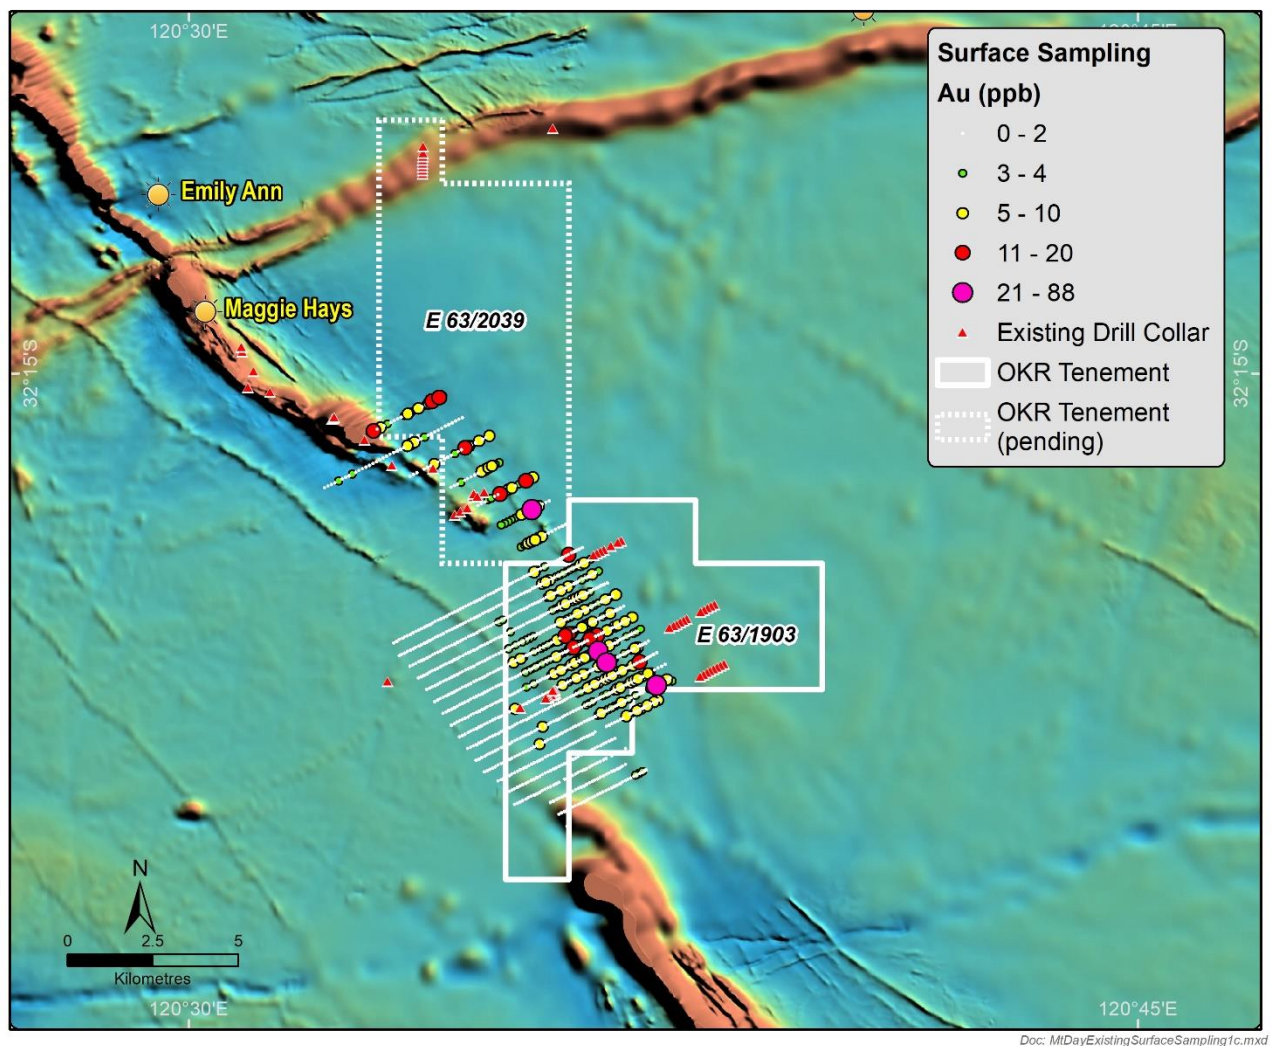 120°30'E
120°45'E
Surface Sampling
Au (ppb)
0 - 2
3 - 4
5 - 10
11 - 20
21 - 88
Existing Drill Collar
OKR Tenement
OKR Tenement
(pending)
Emily Ann
Maggie Hays
E 63/2039
32°15'S
32°15'S
E 63/1903
N
0 2.5 5
Kilometres
120°30'E
120°45'E
Doc: MtDayExistingSurfaceSampling1c.mxd